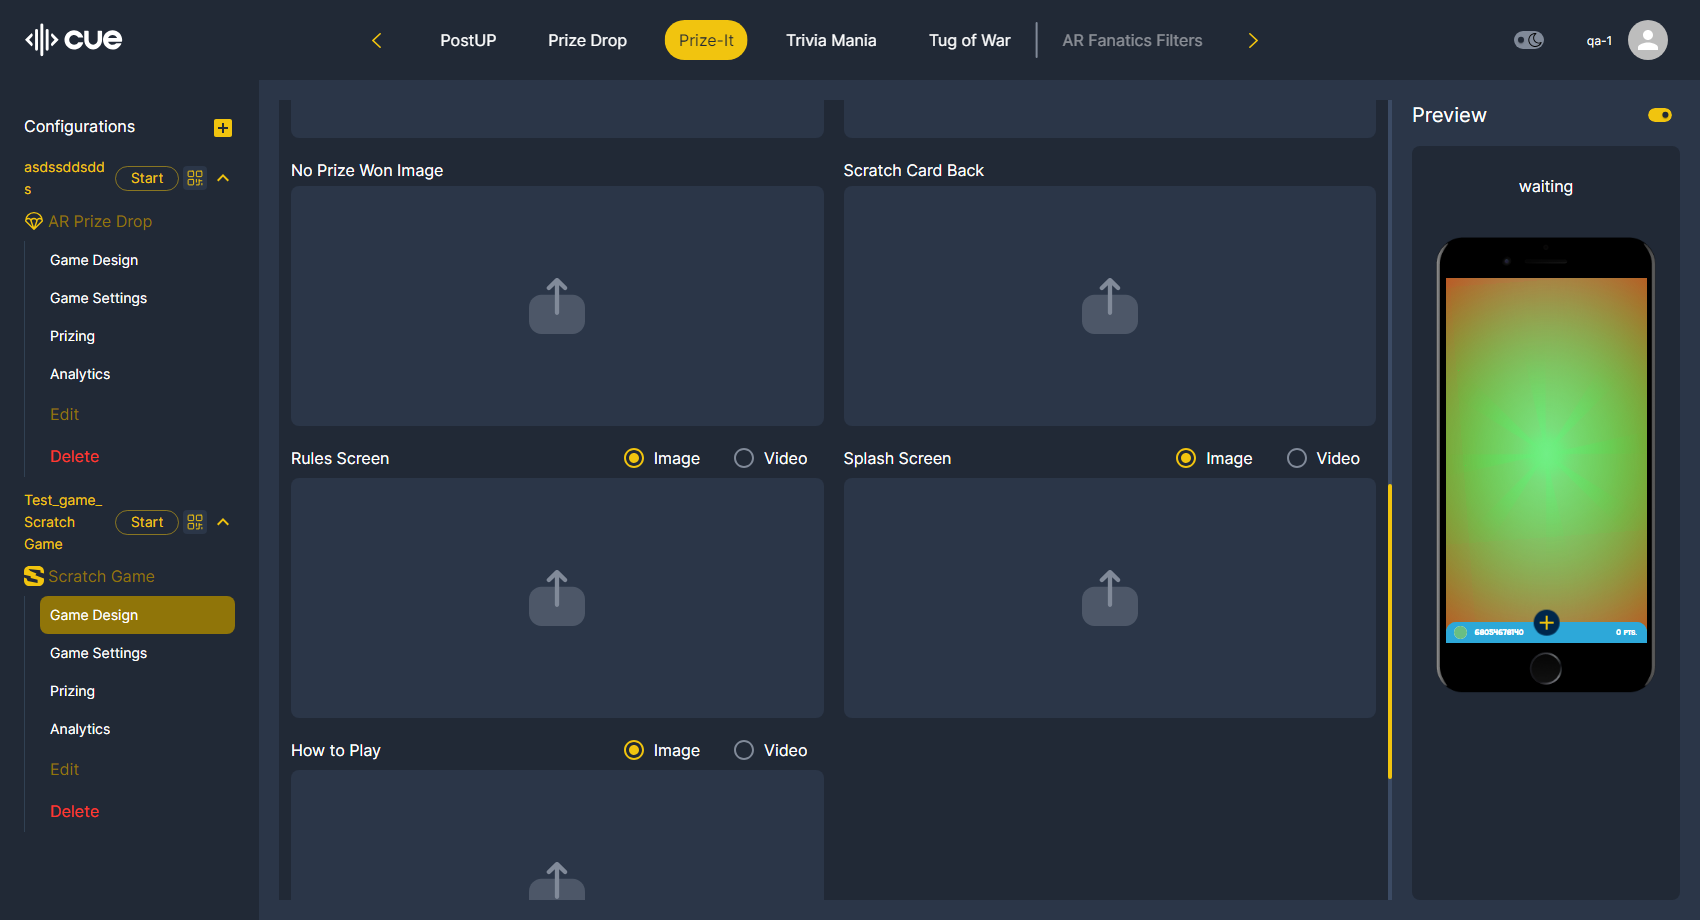 cue
PostUP
Prize Drop
Prize-It
Trivia Mania
Tug of War
AR Fanatics Filters
qa-1
Configurations
asdssddsdd
s
Start
AR Prize Drop
Game Design
Game Settings
Prizing
Analytics
Edit
Delete
Test_game_
Scratch
Game
Start
Scratch Game
Game Design
Game Settings
Prizing
Analytics
Edit
Delete
No Prize Won Image
Scratch Card Back
Rules Screen
Image
Video
Splash Screen
Image
Video
How to Play
Image
Video
Preview
waiting
0 PTS.